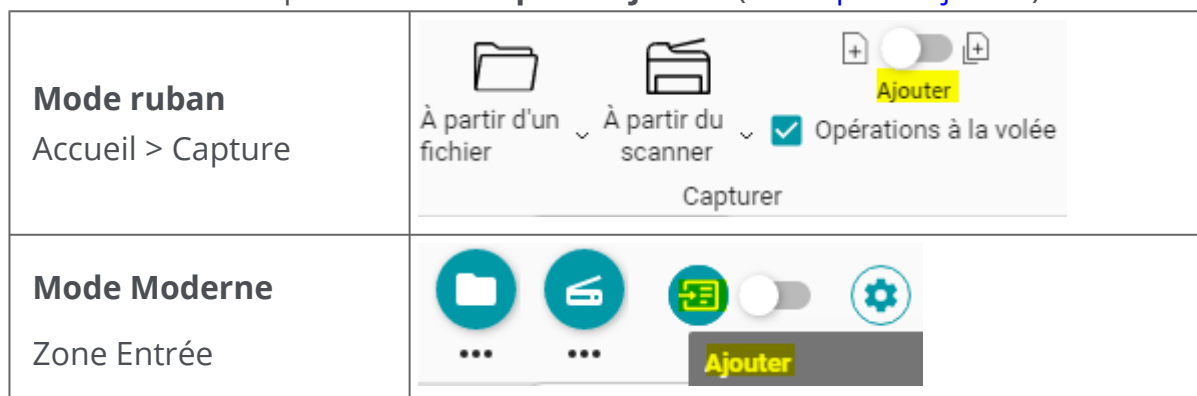 Mode ruban
Accueil > Capture
À partir d'un
fichier
À partir du
scanner
Ajouter
Opérations à la volée
Capturer
Mode Moderne
Zone Entrée
Ajouter